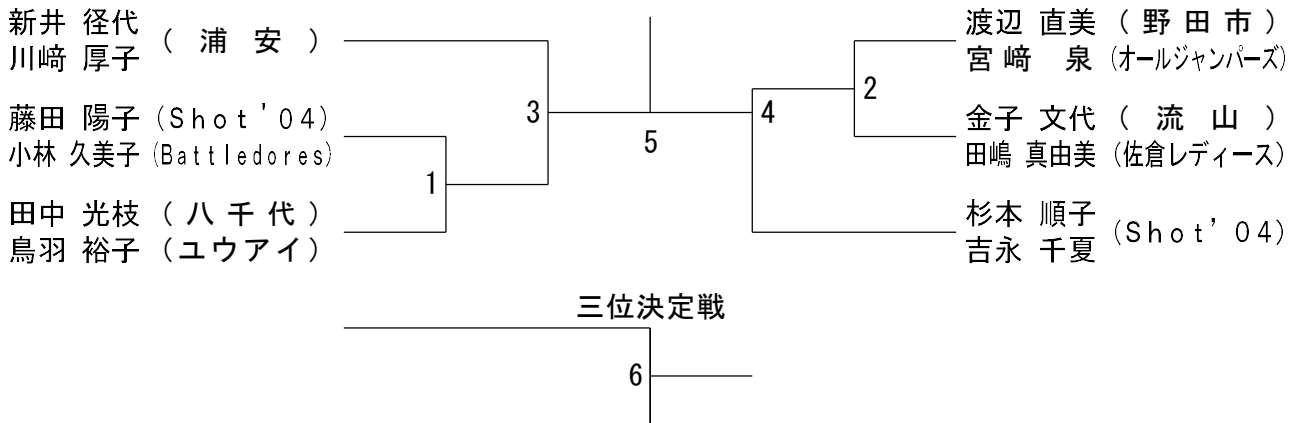 新井 径代
川﨑 厚子
( 浦 安 )
藤田 陽子 (Shot'04)
小林 久美子 (Battledores)
田中 光枝 ( 八 千 代 )
鳥羽 裕子 (ユウアイ)
1
3
5
4
2
渡辺 直美 ( 野 田 市 )
宮﨑 泉 (オールジャンパーズ)
金子 文代 ( 流 山 )
田嶋 真由美 (佐倉レディース)
杉本 順子
吉永 千夏
(Shot'04)
三位決定戦
6